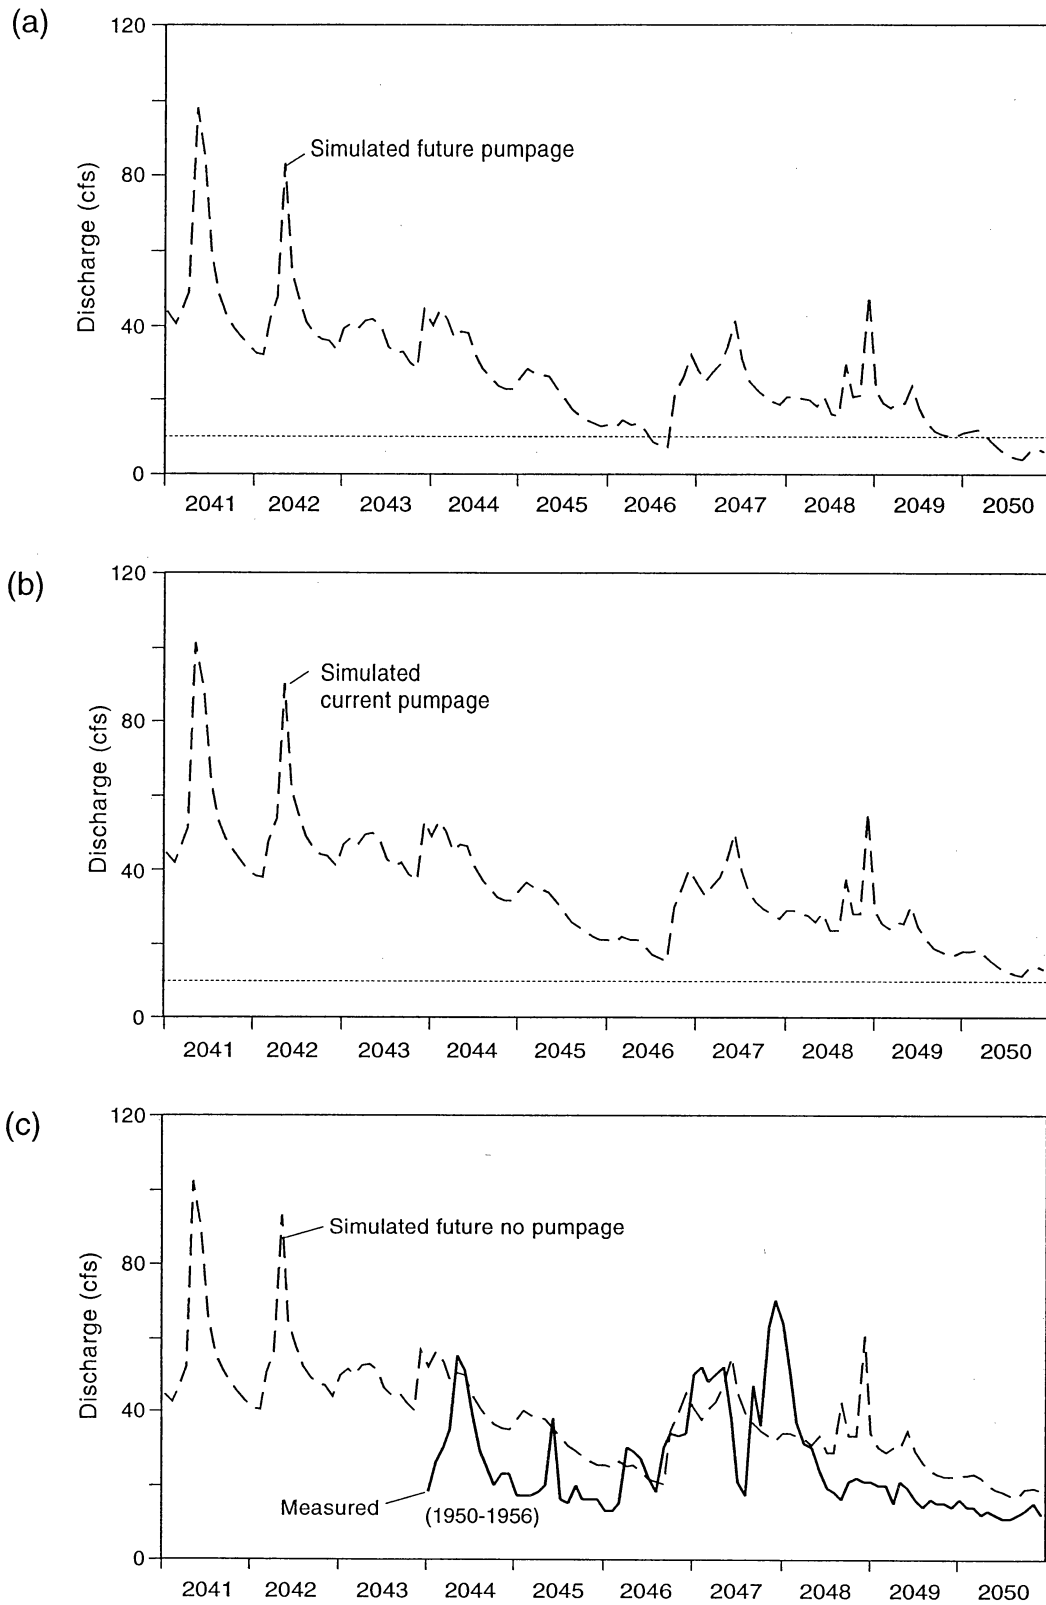 (a)
120
80
40
0
Discharge (cfs)
Simulated future pumpage
2041 2042 2043 2044 2045 2046 2047 2048 2049 2050
(b)
120
80
40
0
Discharge (cfs)
Simulated
current pumpage
2041 2042 2043 2044 2045 2046 2047 2048 2049 2050
(c)
120
80
40
0
Discharge (cfs)
Simulated future no pumpage
Measured
(1950-1956)
2041 2042 2043 2044 2045 2046 2047 2048 2049 2050